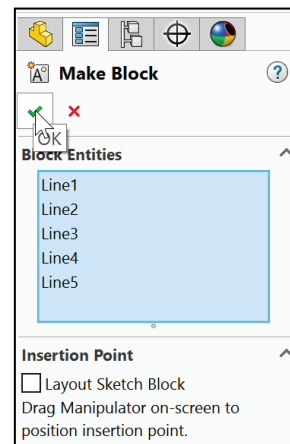 Make Block
?
OK
Block Entities
Line1
Line2
Line3
Line4
Line5
Insertion Point
Layout Sketch Block
Drag Manipulator on-screen to
position insertion point.